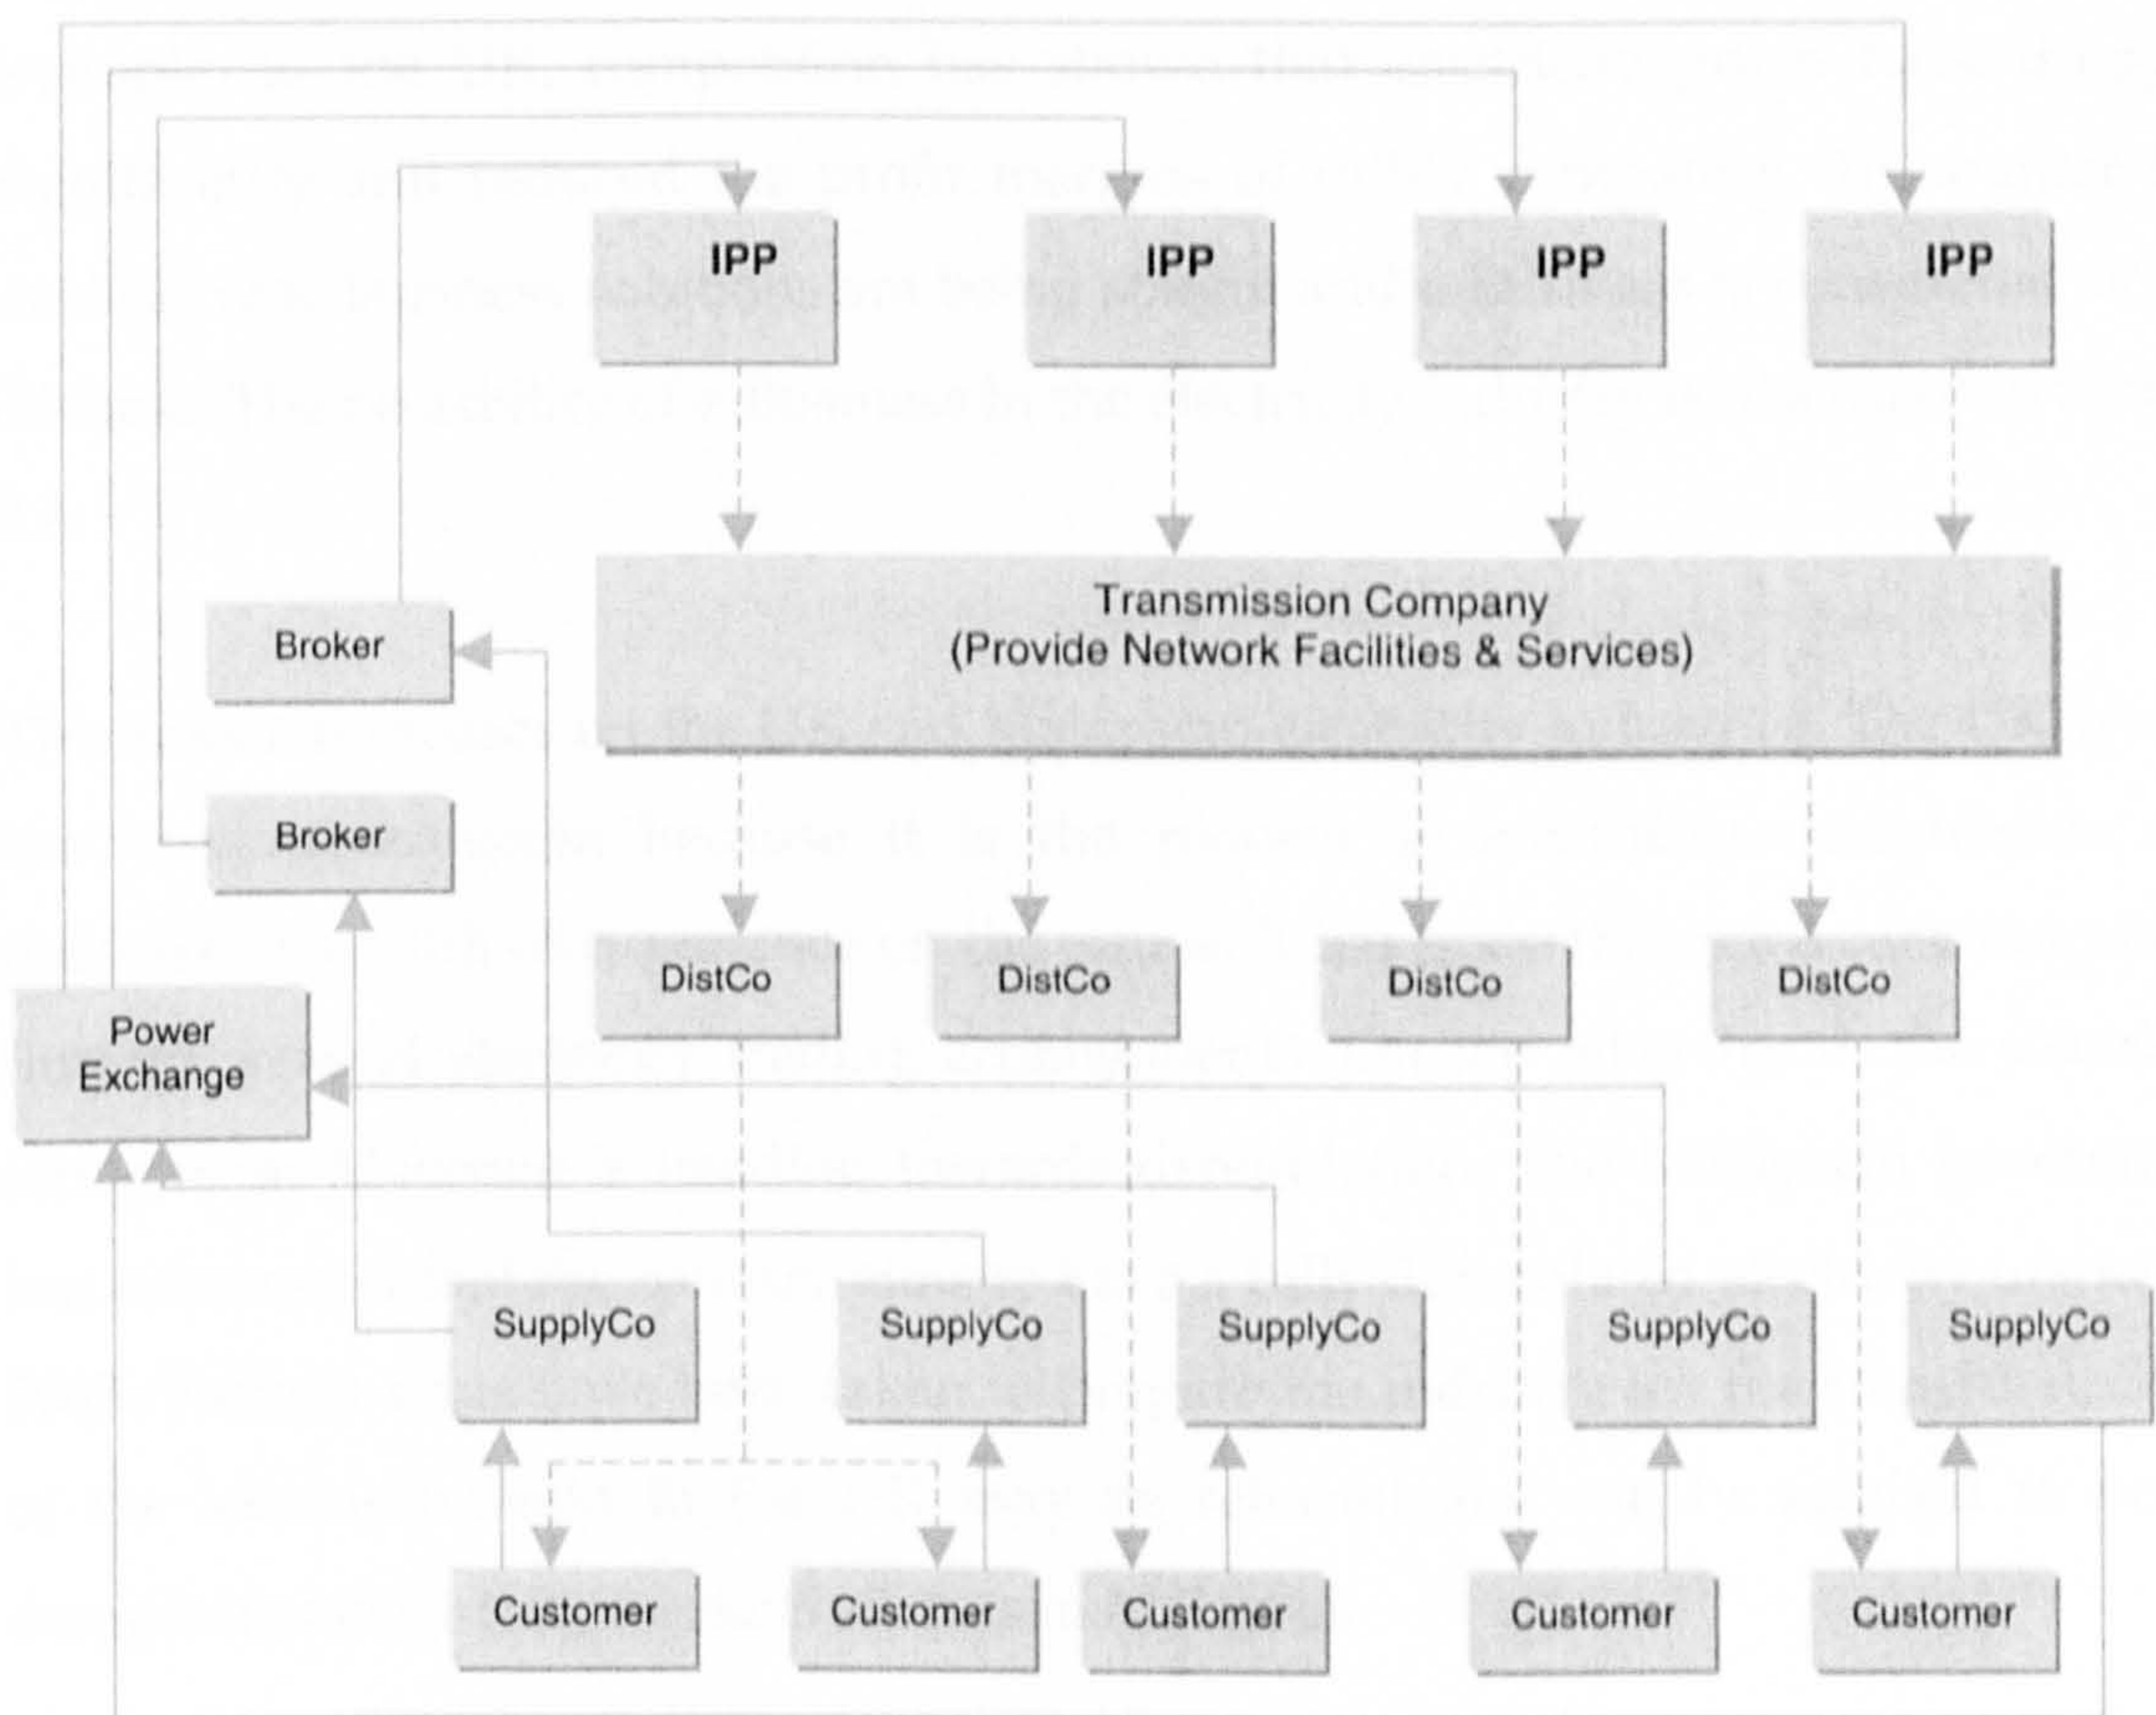 IPP
IPP
IPP
IPP
Transmission Company
(Provide Network Facilities & Services)
Broker
Broker
DistCo
DistCo
DistCo
DistCo
Power
Exchange
SupplyCo
SupplyCo
SupplyCo
SupplyCo
SupplyCo
Customer
Customer
Customer
Customer
Customer